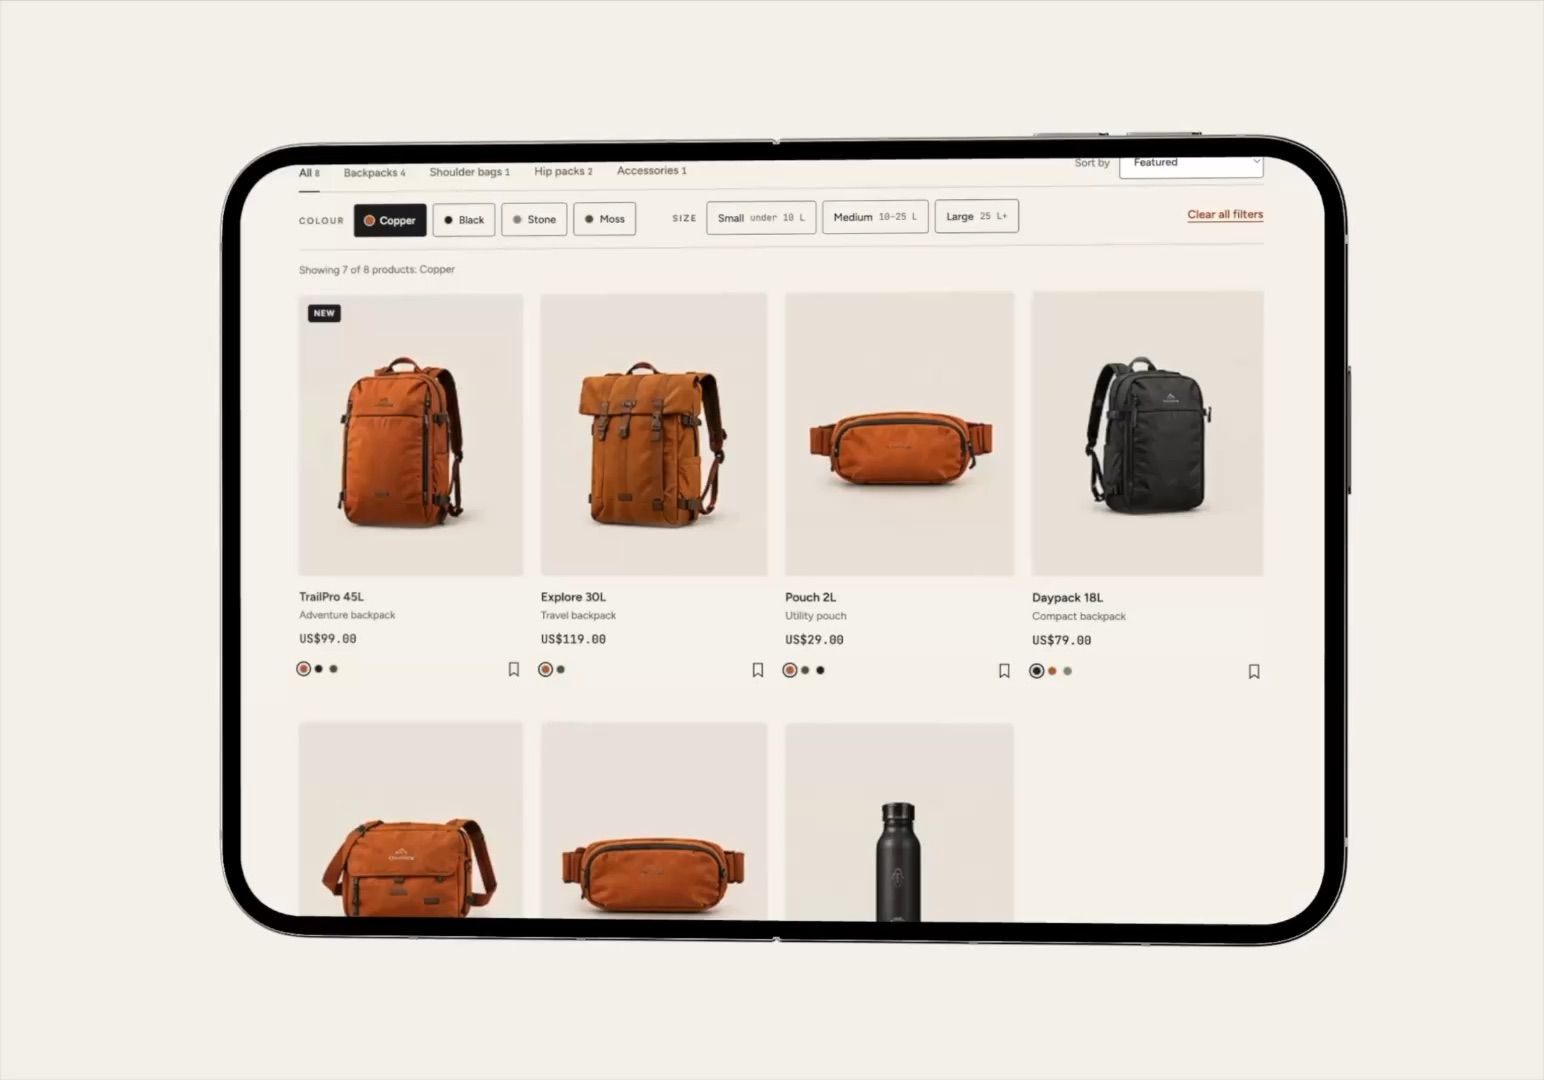 All 8 Backpacks 4 Shoulder bags 1 Hip packs 2 Accessories 1 Sort by Featured
COLOUR Copper Black Stone Moss SIZE Small under 10 L Medium 10–25 L Large 25 L+ Clear all filters
Showing 7 of 8 products: Copper
NEW
TrailPro 45L
Adventure backpack
US$99.00
Explore 30L
Travel backpack
US$119.00
Pouch 2L
Utility pouch
US$29.00
Daypack 18L
Compact backpack
US$79.00